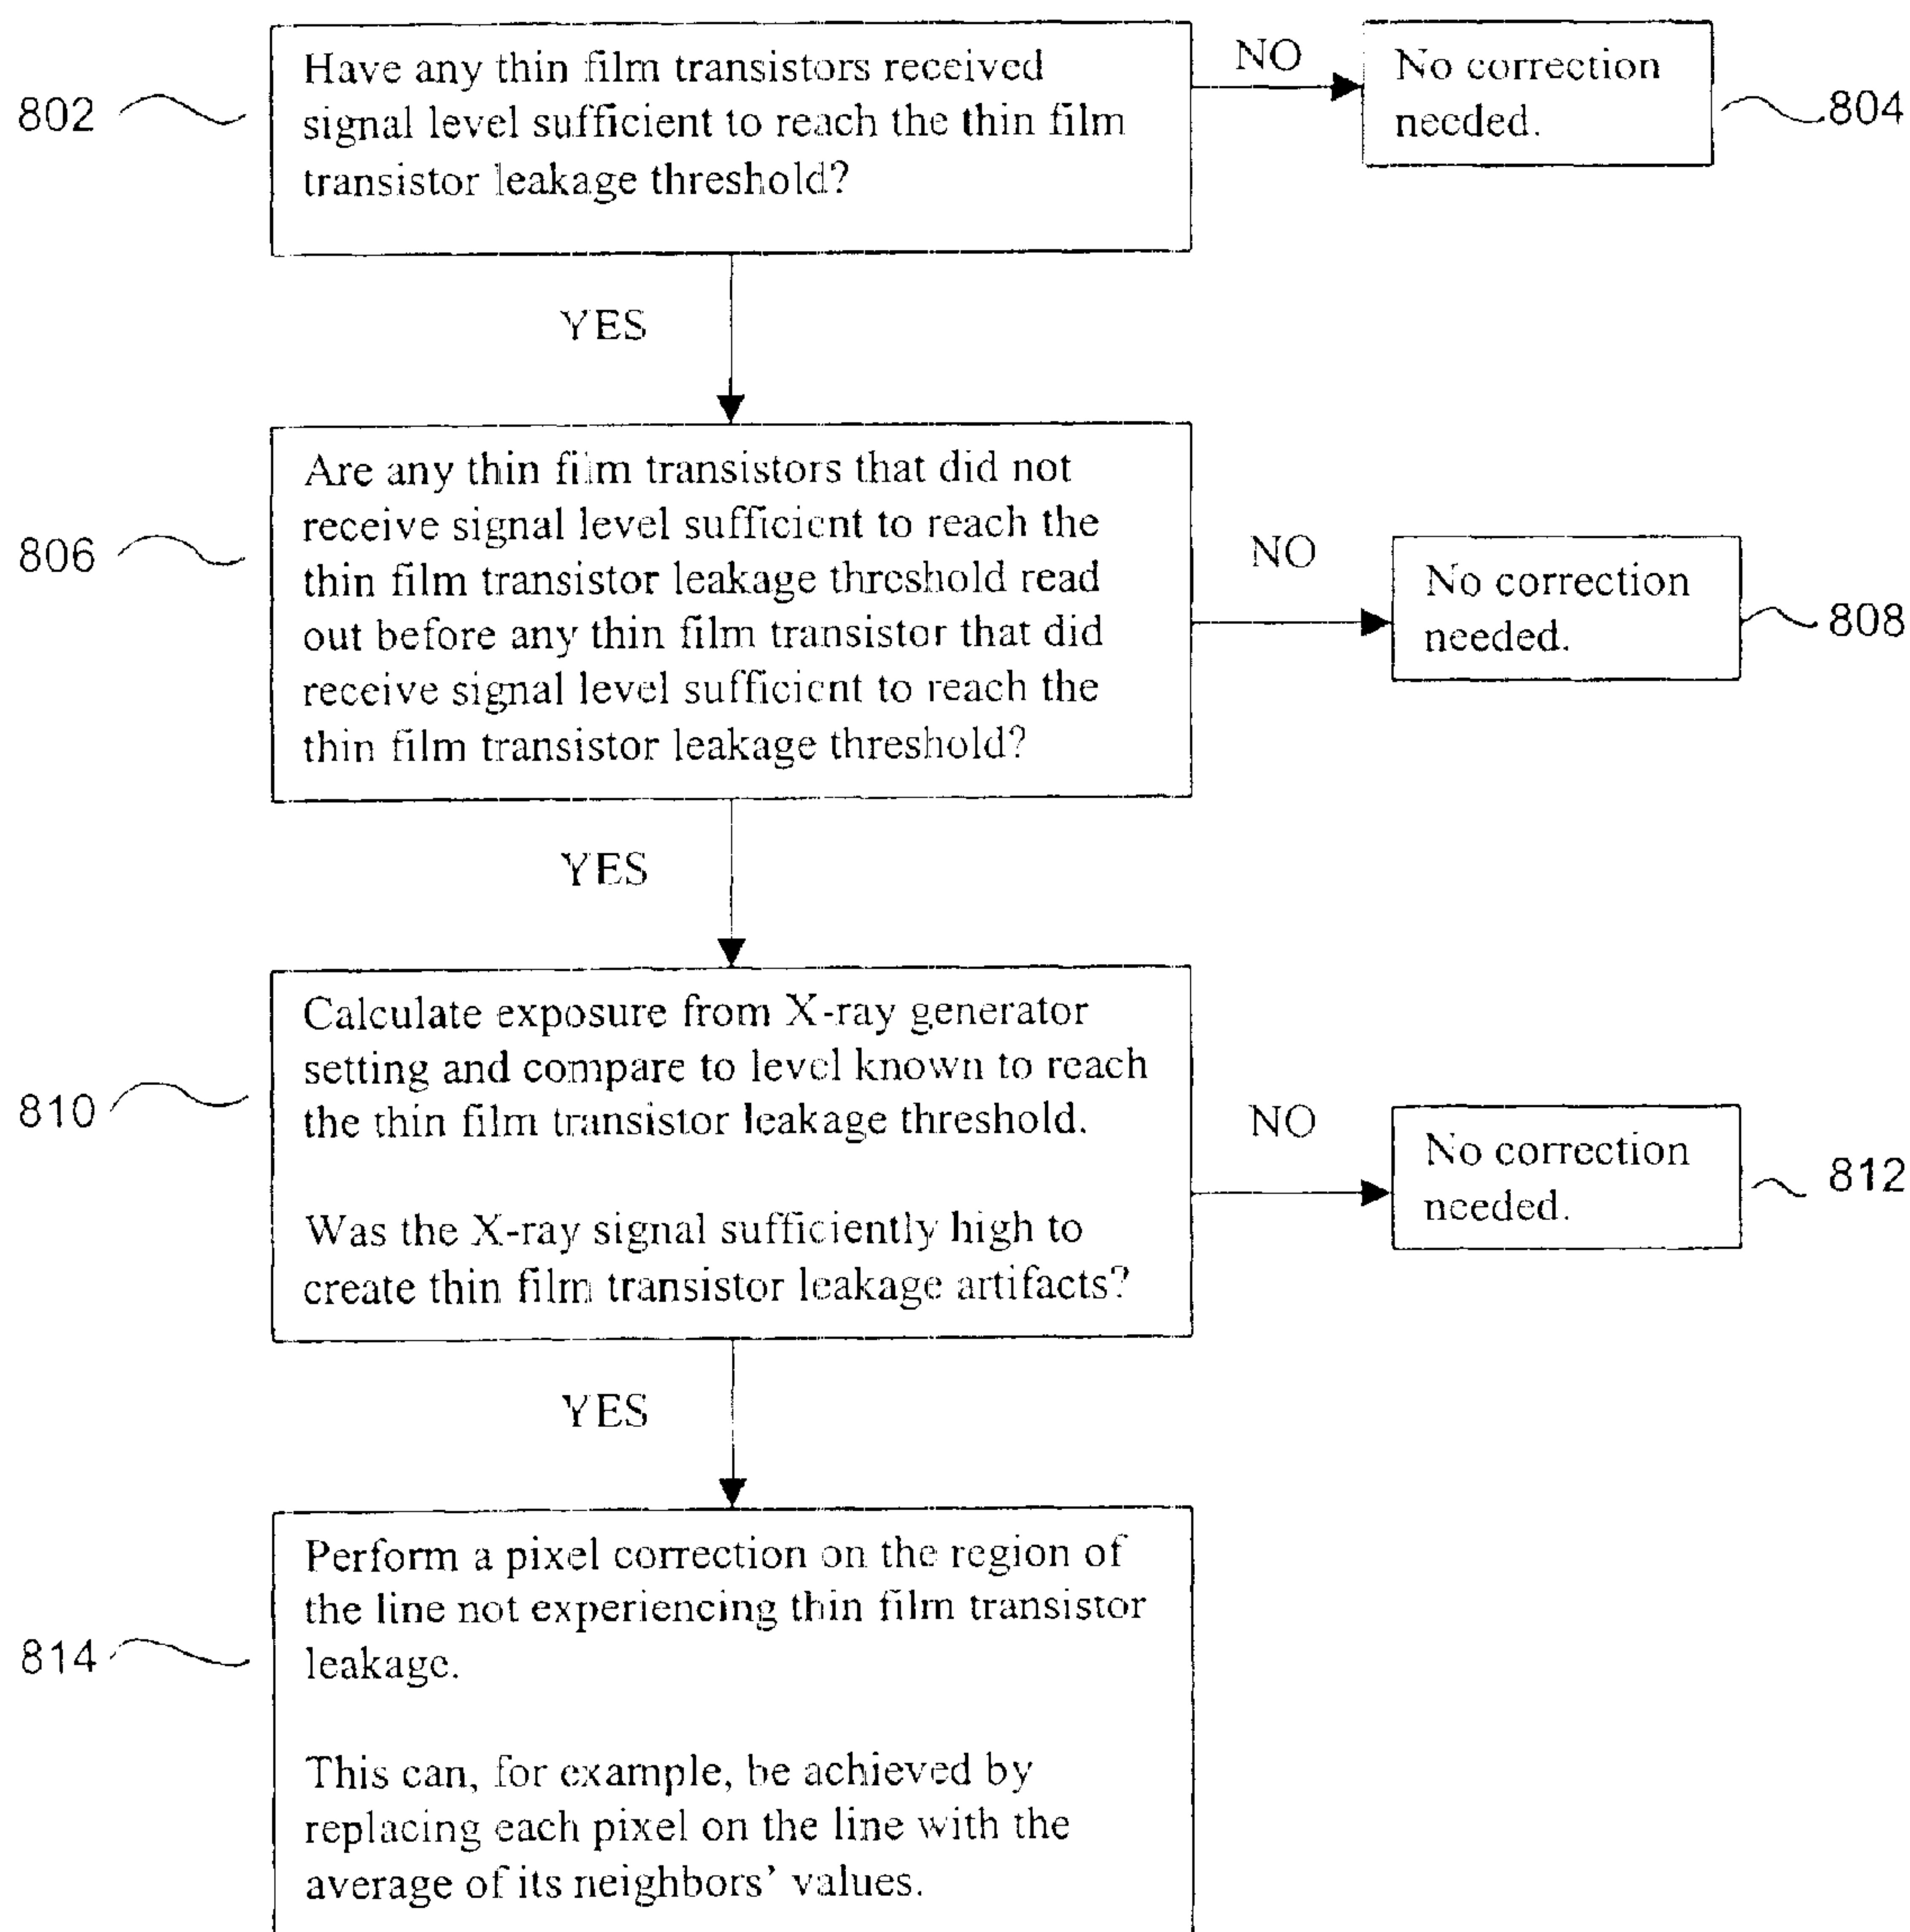 802
Have any thin film transistors received
signal level sufficient to reach the thin film
transistor leakage threshold?
NO
No correction
needed.
804
YES
806
Are any thin film transistors that did not
receive signal level sufficient to reach the
thin film transistor leakage threshold read
out before any thin film transistor that did
receive signal level sufficient to reach the
thin film transistor leakage threshold?
NO
No correction
needed.
808
YES
810
Calculate exposure from X-ray generator
setting and compare to level known to reach
the thin film transistor leakage threshold.
Was the X-ray signal sufficiently high to
create thin film transistor leakage artifacts?
NO
No correction
needed.
812
YES
814
Perform a pixel correction on the region of
the line not experiencing thin film transistor
leakage.
This can, for example, be achieved by
replacing each pixel on the line with the
average of its neighbors' values.